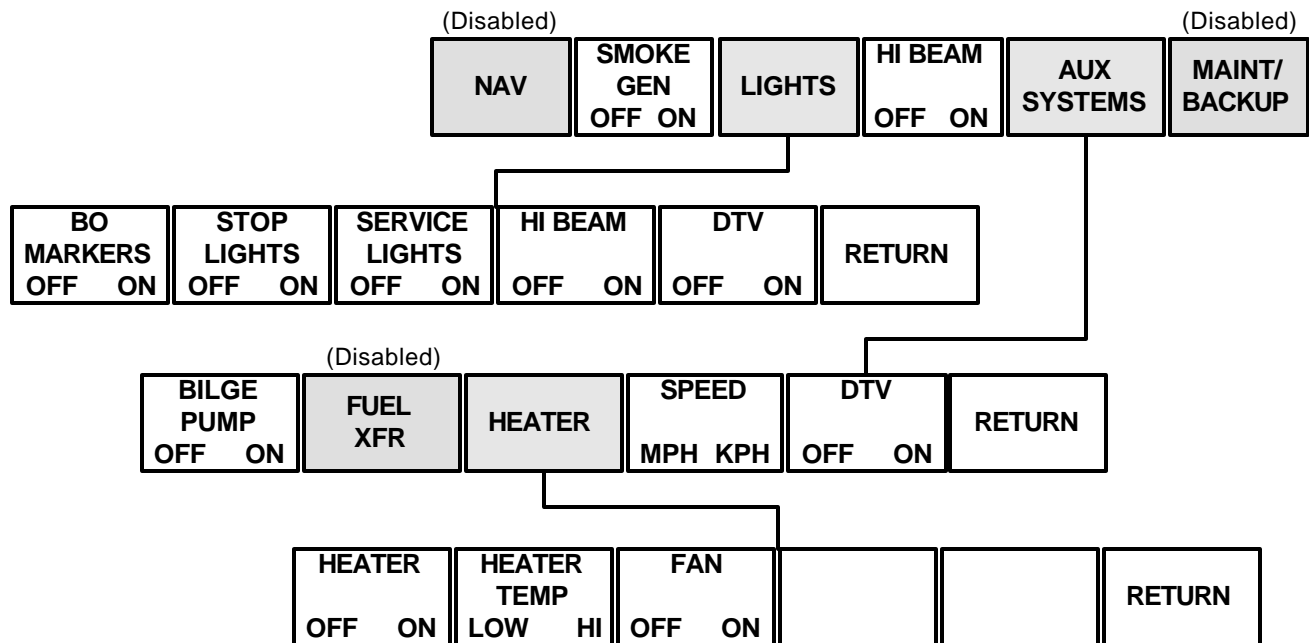 (Disabled) (Disabled)
NAV
SMOKE
GEN
OFF ON
LIGHTS
HI BEAM
OFF ON
AUX
SYSTEMS
MAINT/
BACKUP
BO
MARKERS
OFF ON
STOP
LIGHTS
OFF ON
SERVICE
LIGHTS
OFF ON
HI BEAM
OFF ON
DTV
OFF ON
RETURN
(Disabled)
BILGE
PUMP
OFF ON
FUEL
XFR
HEATER
SPEED
MPH KPH
DTV
OFF ON
RETURN
HEATER
OFF ON
HEATER
TEMP
LOW HI
FAN
OFF ON
RETURN